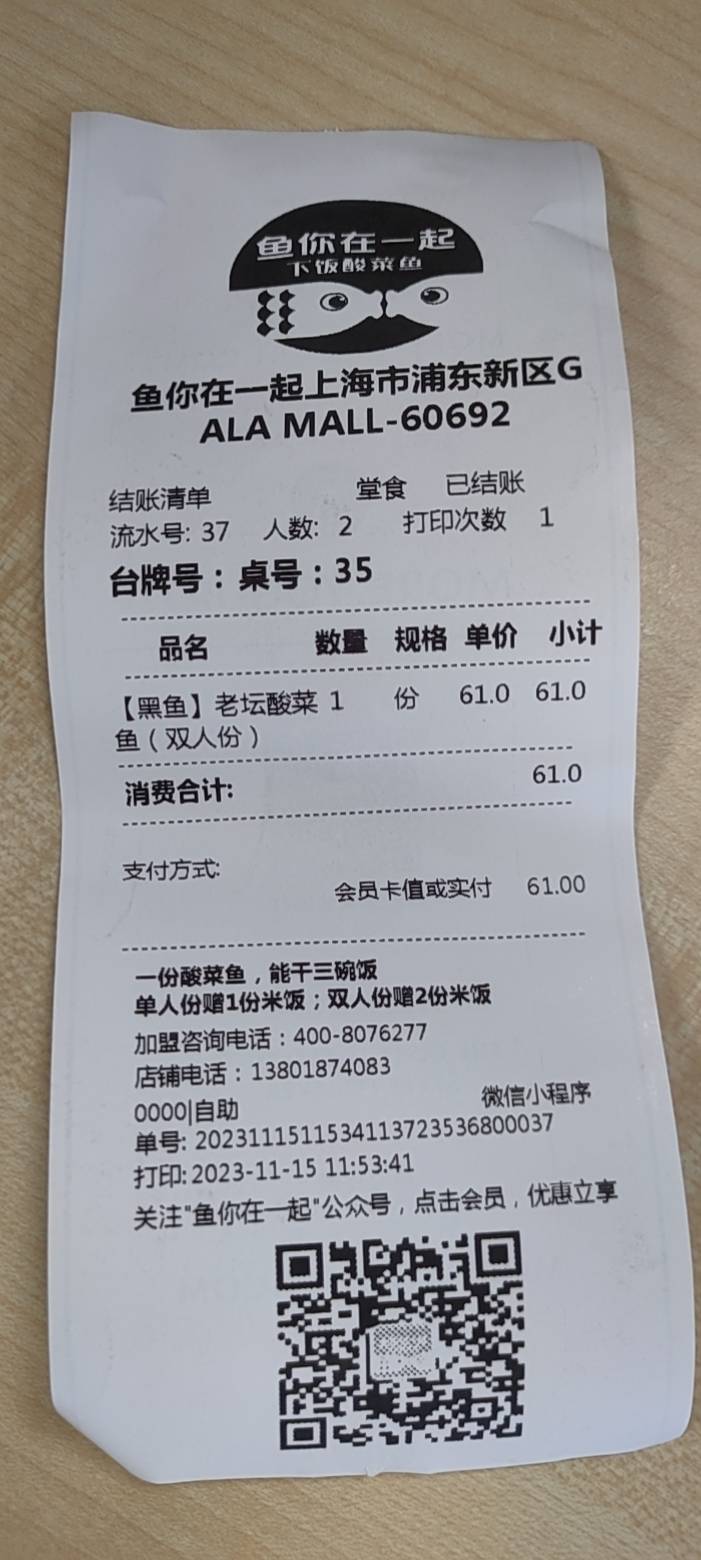 鱼你在一起
下饭酸菜鱼
鱼你在一起上海市浦东新区G
ALA MALL-60692
结账清单 堂食 已结账
流水号: 37 人数: 2 打印次数 1
台牌号：桌号：35
品名 数量 规格 单价 小计
【黑鱼】老坛酸菜 1 份 61.0 61.0
鱼（双人份）
消费合计: 61.0
支付方式:
会员卡值或实付 61.00
一份酸菜鱼，能干三碗饭
单人份赠1份米饭；双人份赠2份米饭
加盟咨询电话：400-8076277
店铺电话：13801874083
0000|自助 微信小程序
单号: 20231115115341137235368​00037
打印: 2023-11-15 11:53:41
关注"鱼你在一起"公众号，点击会员，优惠立享